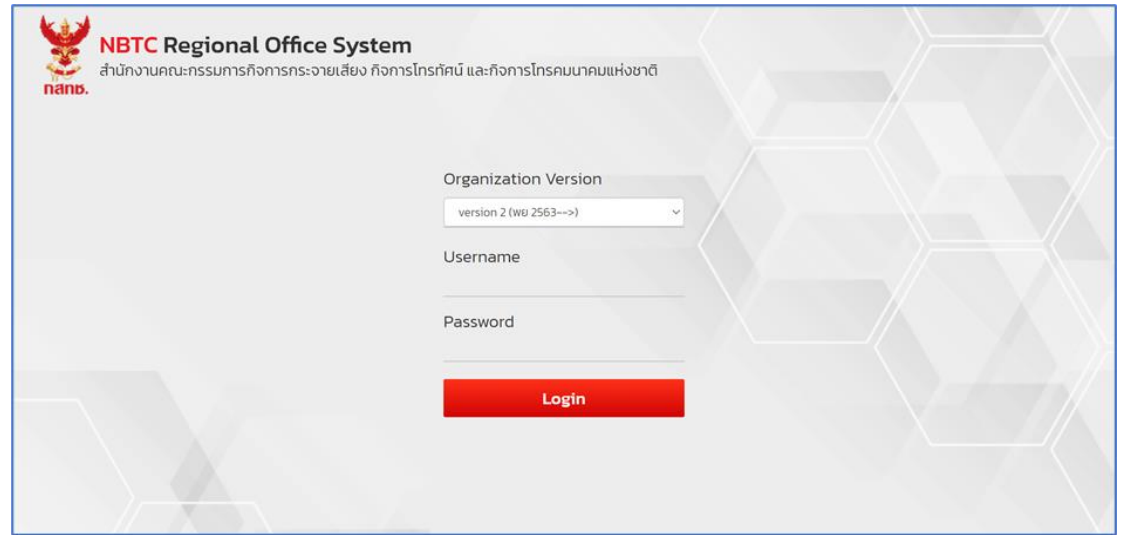 NBTC Regional Office System
สำนักงานคณะกรรมการกิจการกระจายเสียง กิจการโทรทัศน์ และกิจการโทรคมนาคมแห่งชาติ
กสทช.
Organization Version
version 2 (พย 2563-->)
Username
Password
Login